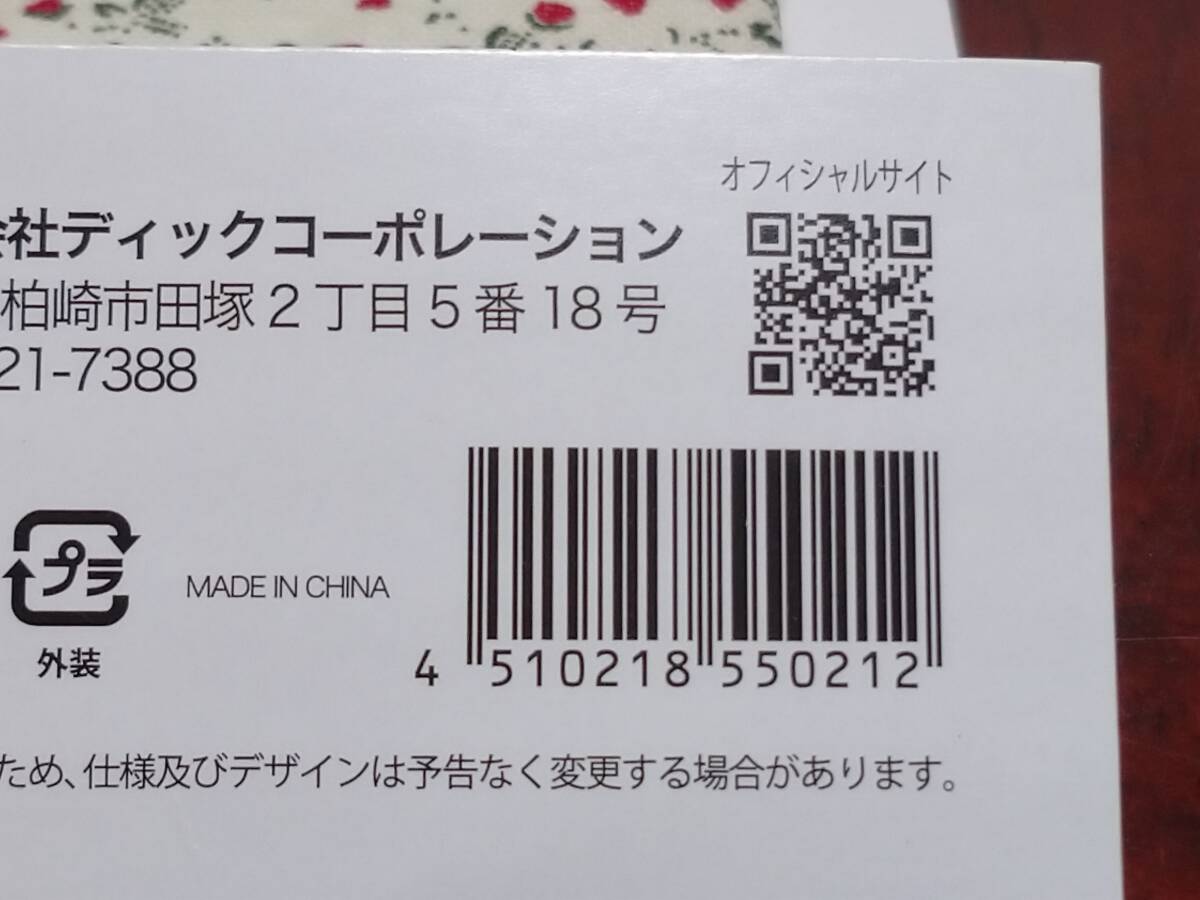 オフィシャルサイト
会社ディックコーポレーション
柏崎市田塚2丁目5番18号
21-7388
プラ
外装
MADE IN CHINA
4 510218 550212
ため、仕様及びデザインは予告なく変更する場合があります。